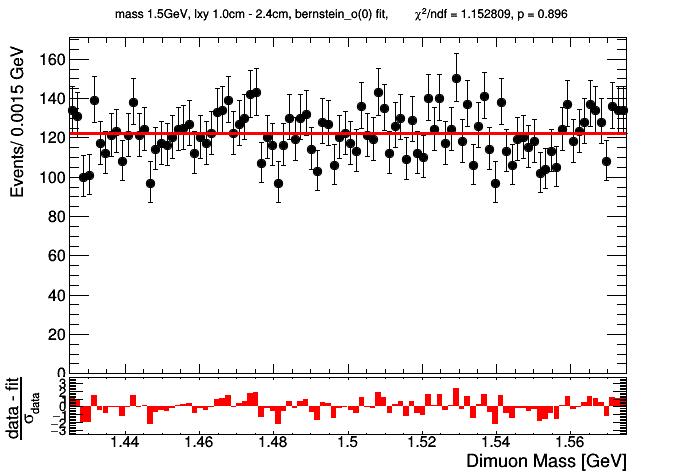 mass 1.5GeV, lxy 1.0cm - 2.4cm, bernstein_o(0) fit, χ²/ndf = 1.152809, p = 0.896
Events/ 0.0015 GeV
160
140
120
100
80
60
40
20
0
data - fit
σdata
3
2
1
0
−1
−2
−3
1.44 1.46 1.48 1.5 1.52 1.54 1.56
Dimuon Mass [GeV]